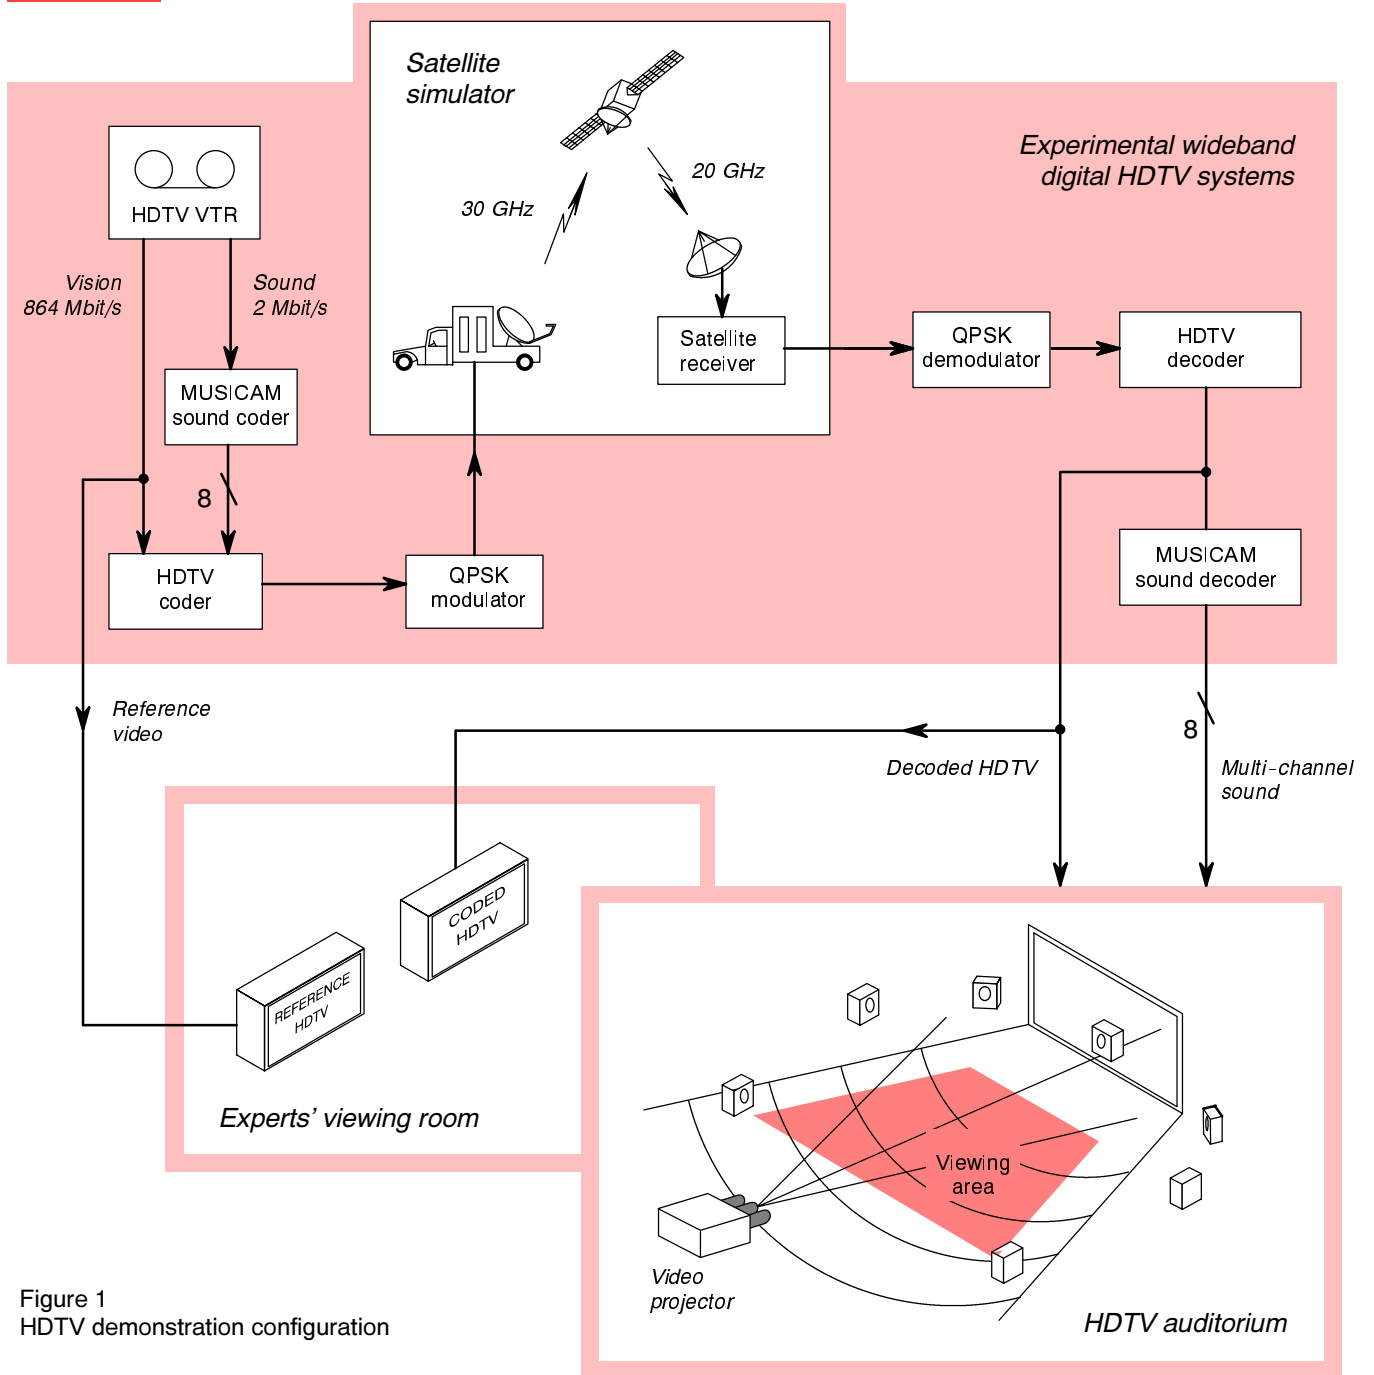 Satellite
simulator
Experimental wideband
digital HDTV systems
20 GHz
30 GHz
HDTV VTR
Vision
864 Mbit/s
Sound
2 Mbit/s
Satellite
receiver
QPSK
demodulator
HDTV
decoder
MUSICAM
sound coder
8
HDTV
coder
QPSK
modulator
MUSICAM
sound decoder
Reference
video
8
Decoded HDTV
Multi-channel
sound
CODED
HDTV
REFERENCE
HDTV
Experts' viewing room
Viewing
area
Video
projector
HDTV auditorium
Figure 1
HDTV demonstration configuration